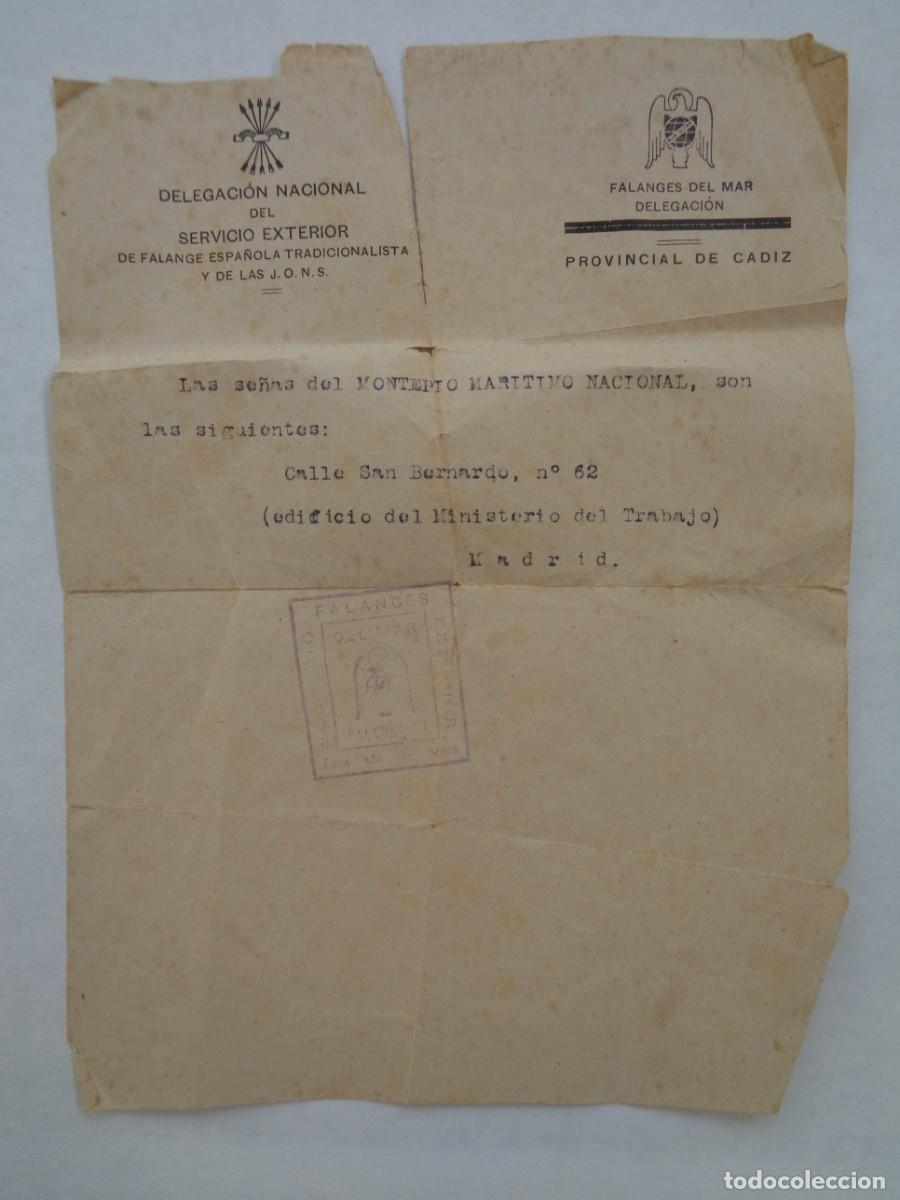 DELEGACIÓN NACIONAL
DEL
SERVICIO EXTERIOR
DE FALANGE ESPAÑOLA TRADICIONALISTA
Y DE LAS J.O.N.S.
FALANGES DEL MAR
DELEGACIÓN
PROVINCIAL DE CADIZ
Las señas del MONTEPIO MARITIMO NACIONAL, son
las siguientes:
Calle San Bernardo, nº 62
(edificio del Ministerio del Trabajo)
Madrid.
FALANGES
DEL MAR
todocoleccion